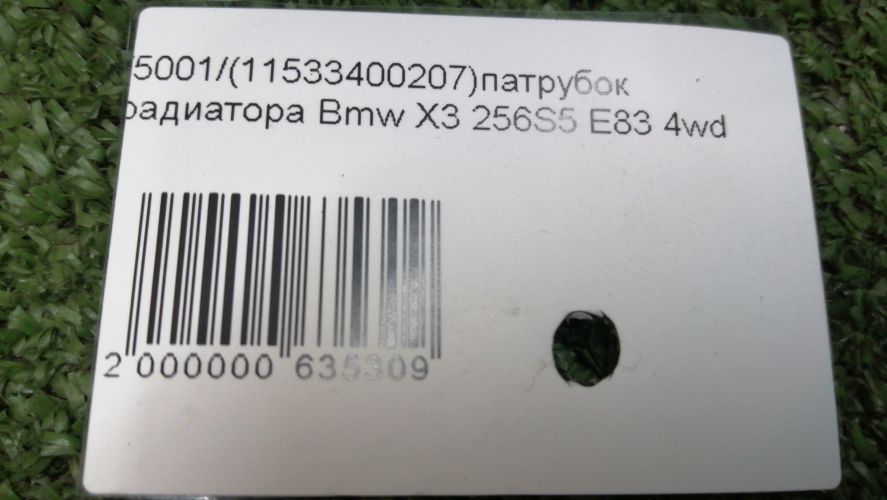 5001/(11533400207)патрубок
радиатора Bmw X3 256S5 E83 4wd
2 000000 635309